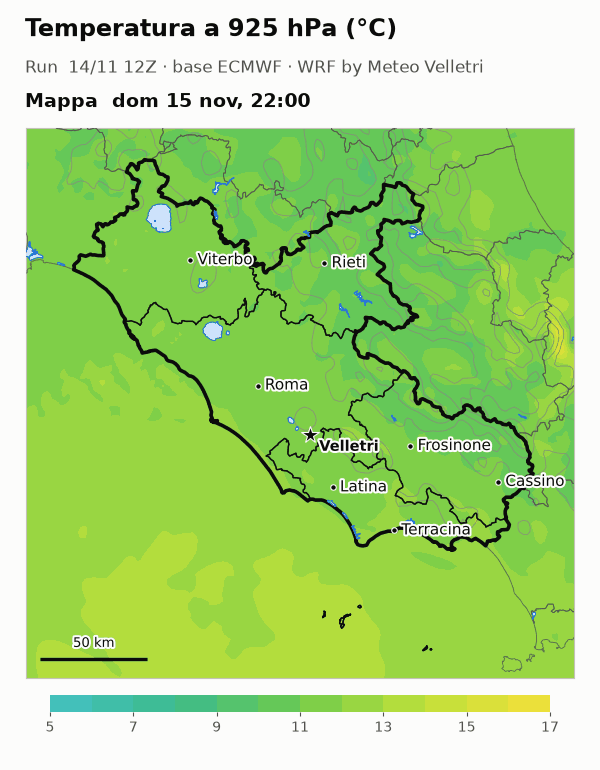 Temperatura a 925 hPa (°C)
Run  14/11 12Z · base ECMWF · WRF by Meteo Velletri
Mappa  dom 15 nov, 22:00
Viterbo
Rieti
Roma
Velletri
Frosinone
Latina
Cassino
Terracina
50 km
5 7 9 11 13 15 17